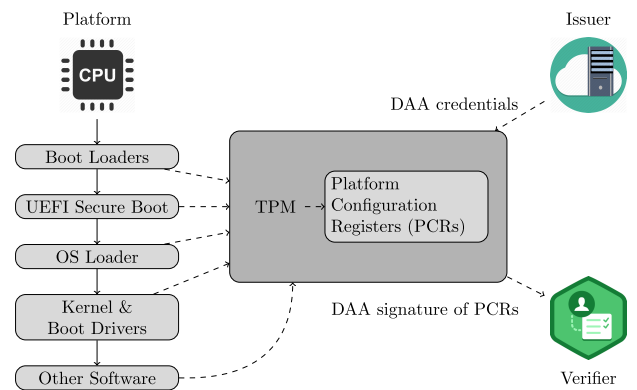 Platform
CPU
Issuer
DAA credentials
Boot Loaders
UEFI Secure Boot
OS Loader
Kernel &
Boot Drivers
Other Software
TPM
Platform
Configuration
Registers (PCRs)
DAA signature of PCRs
Verifier